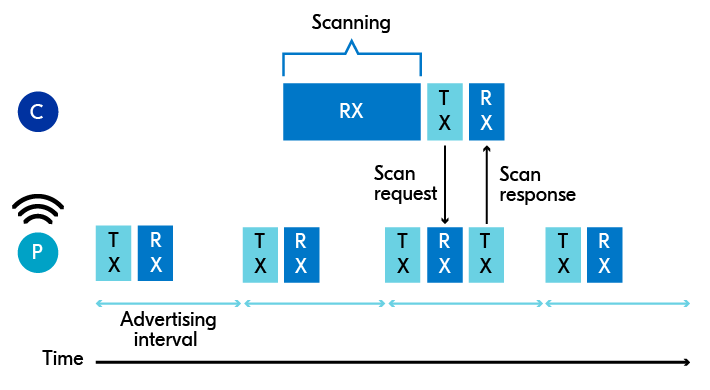 Scanning
C
RX
T
X
R
X
Scan
request
Scan
response
P
T
X
R
X
T
X
R
X
T
X
R
X
T
X
T
X
R
X
Advertising
interval
Time